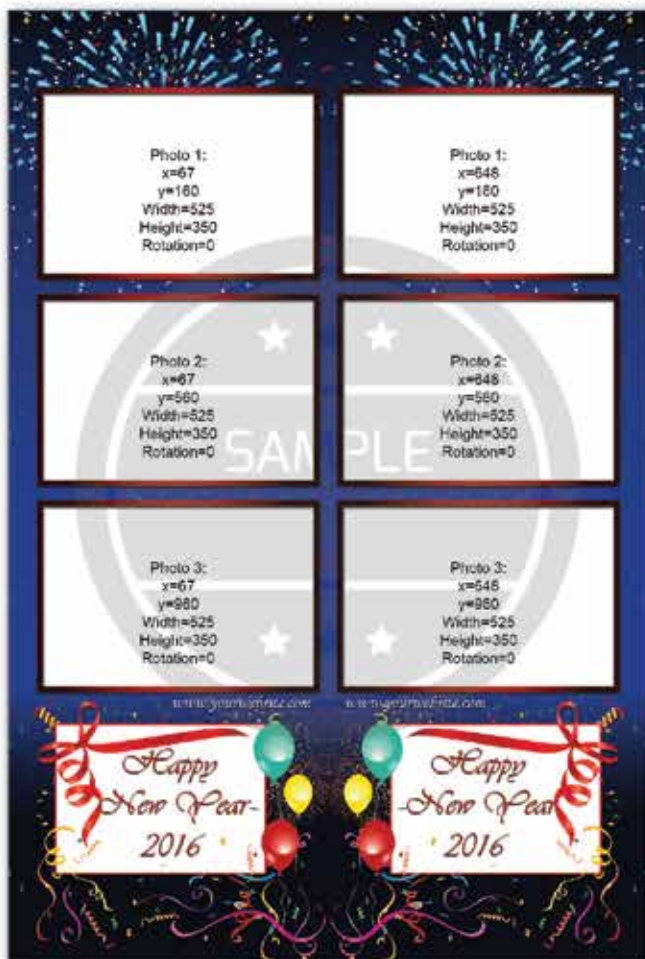 Photo 1:
x=67
y=160
Width=525
Height=350
Rotation=0
Photo 1:
x=648
y=160
Width=525
Height=350
Rotation=0
Photo 2:
x=67
y=560
Width=525
Height=350
Rotation=0
Photo 2:
x=648
y=560
Width=525
Height=350
Rotation=0
SAMPLE
Photo 3:
x=67
y=960
Width=525
Height=350
Rotation=0
Photo 3:
x=648
y=960
Width=525
Height=350
Rotation=0
Happy
New Year-
2016
Happy
-New Year
2016